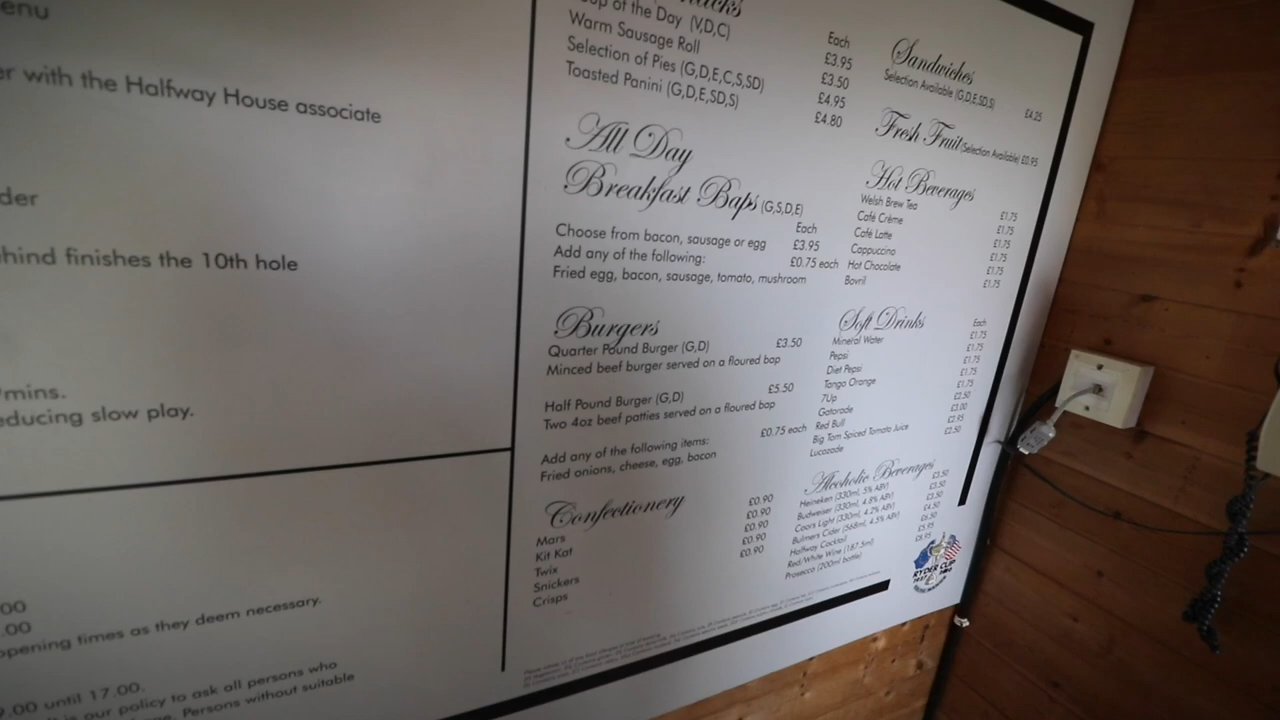 enu
er with the Halfway House associate
der
ehind finishes the 10th hole
mins.
educing slow play.
00
.00
opening times as they deem necessary.
9.00 until 17.00.
is our policy to ask all persons who
Persons without suitable
of the Day (V,D,C)
Each
Warm Sausage Roll £3.95
Selection of Pies (G,D,E,C,S,SD) £3.50
Toasted Panini (G,D,E,SD,S) £4.95
£4.80
All Day
Breakfast Baps (G,S,D,E)
Each
Choose from bacon, sausage or egg £3.95
Add any of the following: £0.75 each
Fried egg, bacon, sausage, tomato, mushroom
Burgers
Quarter Pound Burger (G,D) £3.50
Minced beef burger served on a floured bap
Half Pound Burger (G,D) £5.50
Two 4oz beef patties served on a floured bap
Add any of the following items: £0.75 each
Fried onions, cheese, egg, bacon
Confectionery
Mars £0.90
Kit Kat £0.90
Twix £0.90
Snickers £0.90
Crisps £0.90
Sandwiches
Selection Available (G,D,E,SD,S) £4.25
Fresh Fruit (Selection Available) £0.95
Hot Beverages
Welsh Brew Tea £1.75
Café Crème £1.75
Café Latte £1.75
Cappuccino £1.75
Hot Chocolate £1.75
Bovril £1.75
Soft Drinks
Each
Mineral Water £1.75
Pepsi £1.75
Diet Pepsi £1.75
Tango Orange £1.75
7Up £1.75
Gatorade £2.50
Red Bull £3.00
Big Tom Spiced Tomato Juice £2.95
Lucozade £2.50
Alcoholic Beverages
Heineken (330ml, 5% ABV) £3.50
Budweiser (330ml, 4.8% ABV) £3.50
Coors Light (330ml, 4.2% ABV) £3.50
Bulmers Cider (568ml, 4.5% ABV) £4.50
Halfway Cocktail £6.50
Red/White Wine (187.5ml) £5.95
Prosecco (200ml bottle) £8.95
RYDER CUP